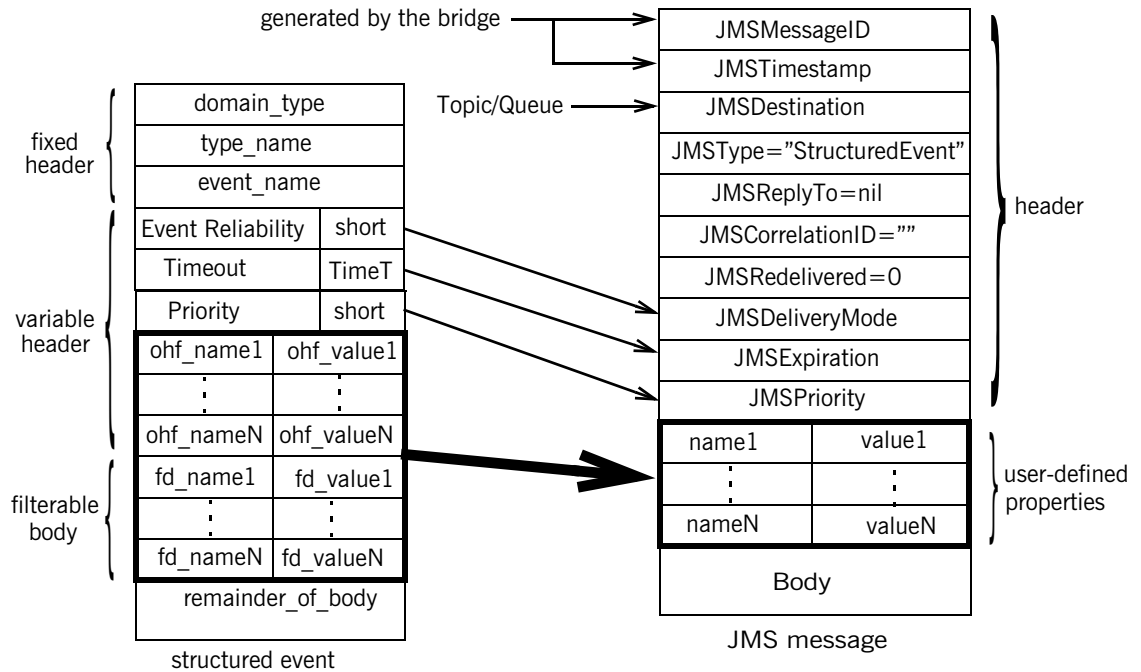 generated by the bridge
Topic/Queue
fixed
header
variable
header
filterable
body
domain_type
type_name
event_name
Event Reliability short
Timeout TimeT
Priority short
ohf_name1 ohf_value1
ohf_nameN ohf_valueN
fd_name1 fd_value1
fd_nameN fd_valueN
remainder_of_body
structured event
JMSMessageID
JMSTimestamp
JMSDestination
JMSType=”StructuredEvent”
JMSReplyTo=nil
JMSCorrelationID=””
JMSRedelivered=0
JMSDeliveryMode
JMSExpiration
JMSPriority
name1 value1
nameN valueN
Body
JMS message
header
user-defined
properties